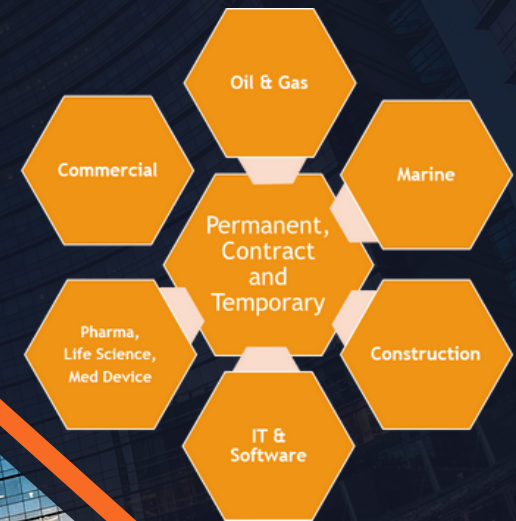 Oil & Gas
Commercial
Marine
Permanent,
Contract
and
Temporary
Pharma,
Life Science,
Med Device
Construction
IT &
Software